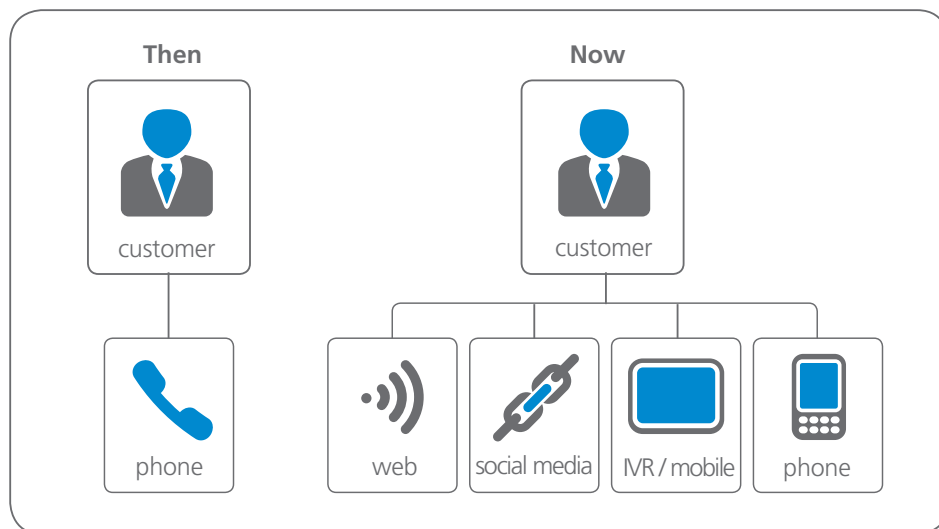 Then
Now
customer
customer
phone
web
social media
IVR / mobile
phone